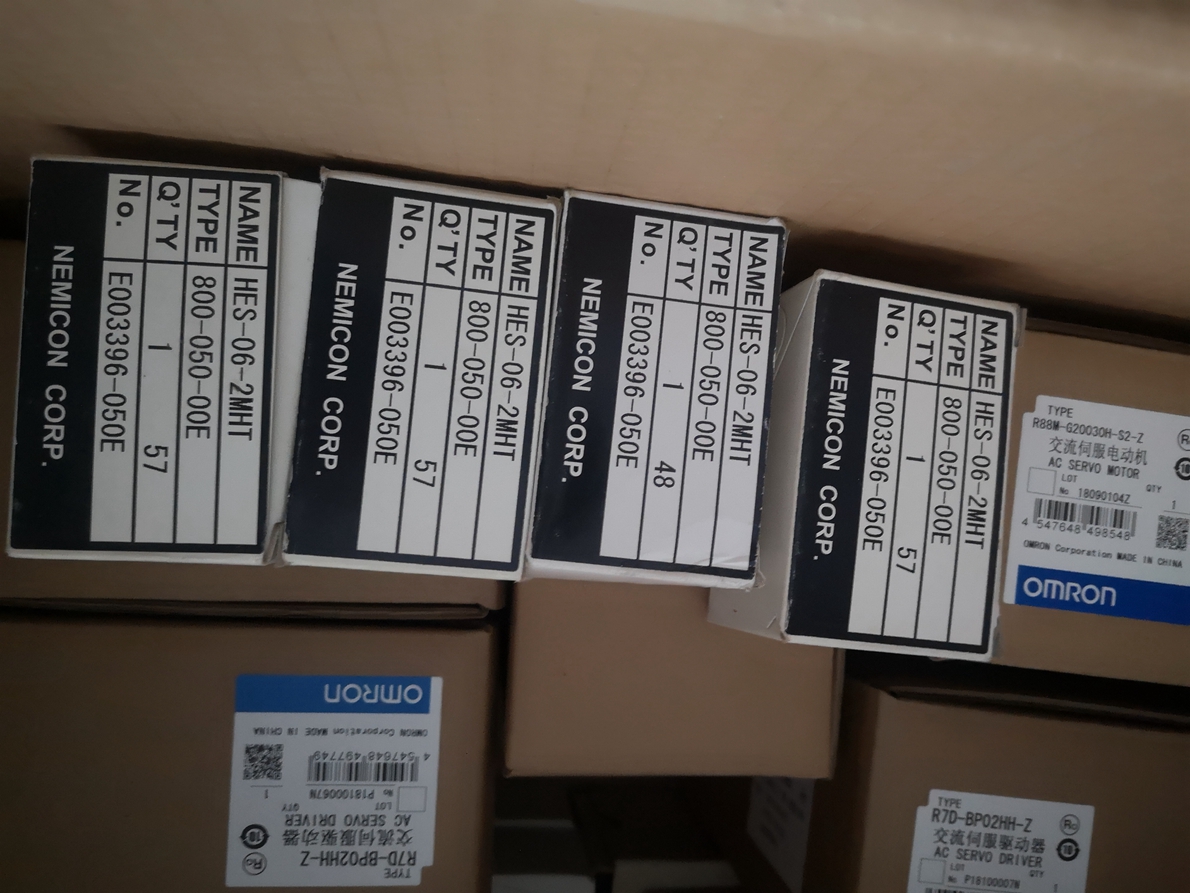 NAME HES-06-2MHT
TYPE 800-050-00E
Q'TY 1 57
No. E003396-050E
NEMICON CORP.
NAME HES-06-2MHT
TYPE 800-050-00E
Q'TY 1 57
No. E003396-050E
NEMICON CORP.
NAME HES-06-2MHT
TYPE 800-050-00E
Q'TY 1 48
No. E003396-050E
NEMICON CORP.
NAME HES-06-2MHT
TYPE 800-050-00E
Q'TY 1 57
No. E003396-050E
NEMICON CORP.
TYPE
R88M-G20030H-S2-Z
交流伺服电动机
AC SERVO MOTOR
LOT QTY
No. 18090104Z 1
4 547648 498548
OMRON Corporation MADE IN CHINA
OMRON
TYPE
R7D-BP02HH-Z
交流伺服驱动器
AC SERVO DRIVER
LOT QTY
No P18100067N 1
4 547648 497749
OMRON Corporation MADE IN CHINA
OMRON
TYPE
R7D-BP02HH-Z
交流伺服驱动器
AC SERVO DRIVER
LOT QTY
No. P18100007N